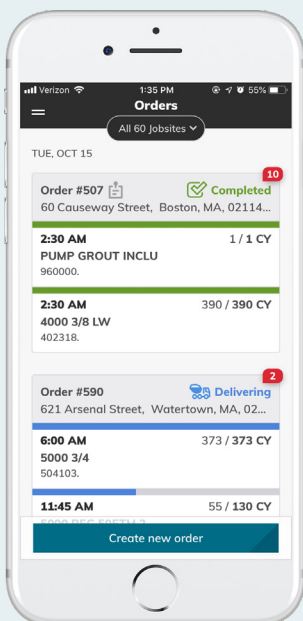 Verizon 1:35 PM 55%
Orders
All 60 Jobsites
TUE, OCT 15
10
Order #507 Completed
60 Causeway Street, Boston, MA, 02114...
2:30 AM 1 / 1 CY
PUMP GROUT INCLU
960000.
2:30 AM 390 / 390 CY
4000 3/8 LW
402318.
2
Order #590 Delivering
621 Arsenal Street, Watertown, MA, 02...
6:00 AM 373 / 373 CY
5000 3/4
504103.
11:45 AM 55 / 130 CY
Create new order